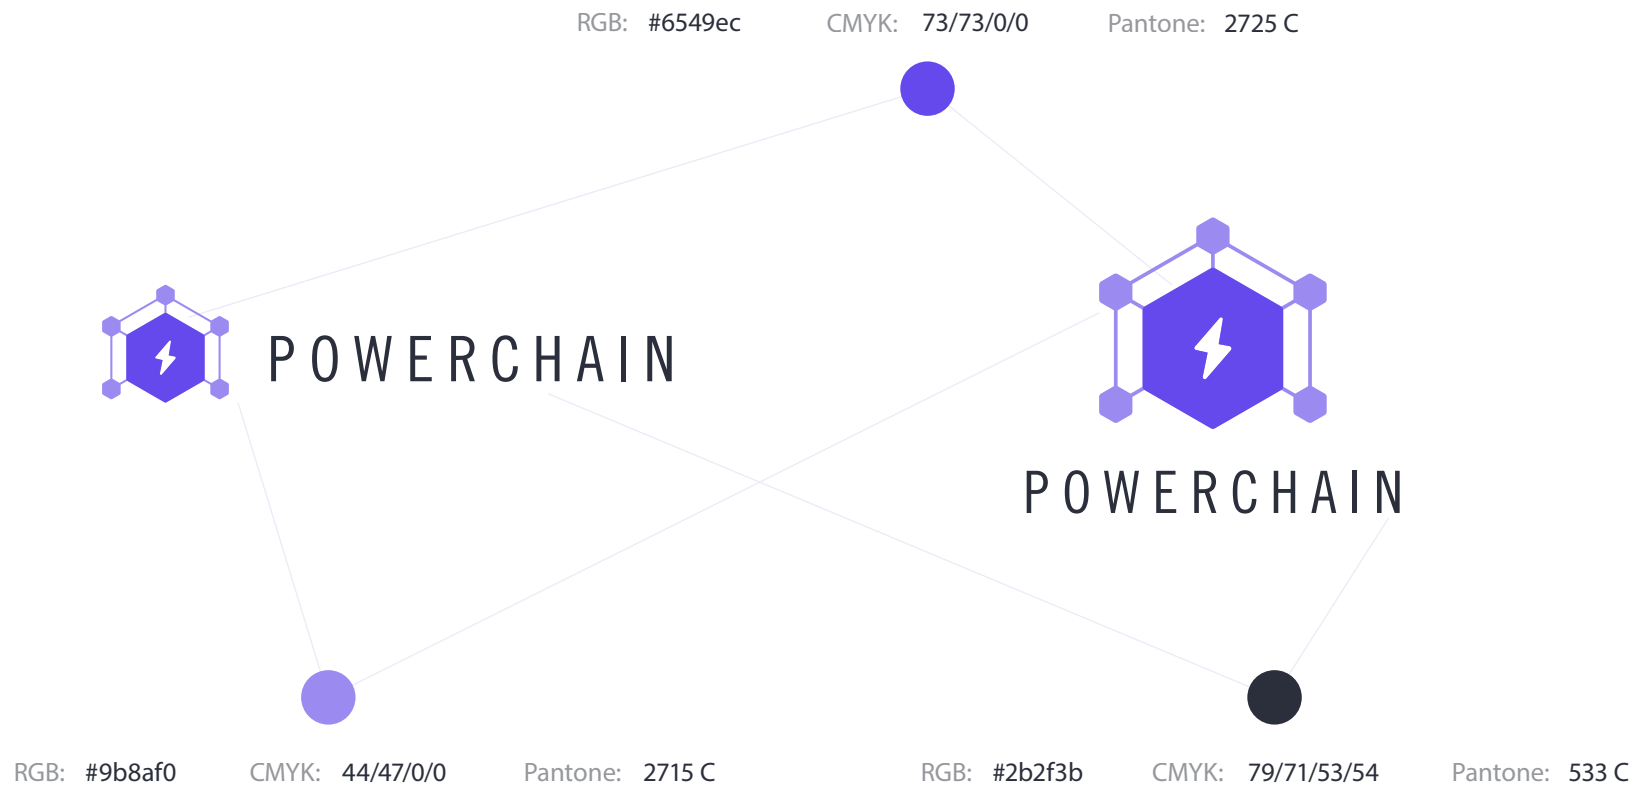 RGB: #6549ec CMYK: 73/73/0/0 Pantone: 2725 C
POWERCHAIN
POWERCHAIN
RGB: #9b8af0 CMYK: 44/47/0/0 Pantone: 2715 C
RGB: #2b2f3b CMYK: 79/71/53/54 Pantone: 533 C